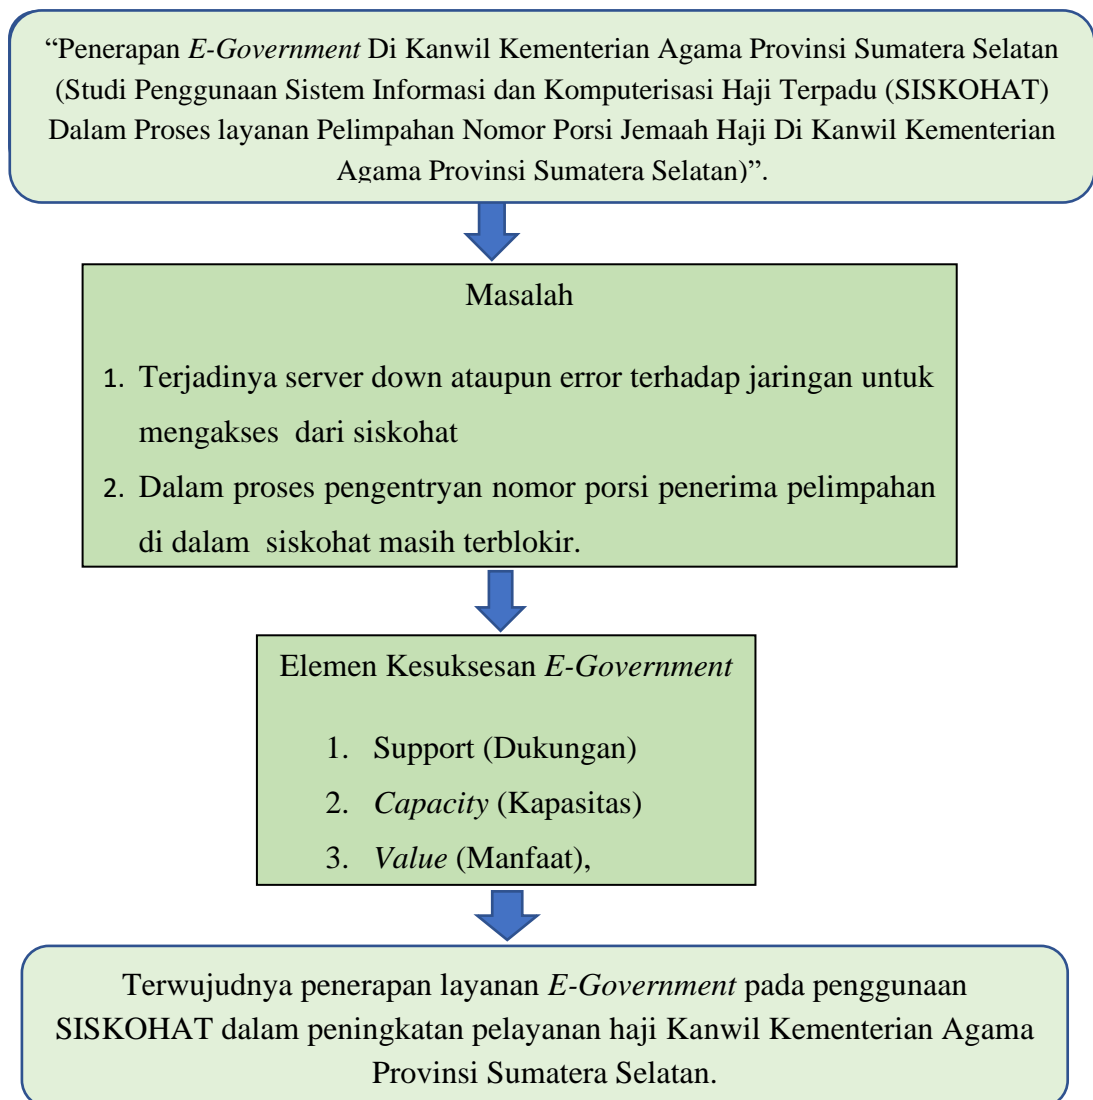 “Penerapan E-Government Di Kanwil Kementerian Agama Provinsi Sumatera Selatan
(Studi Penggunaan Sistem Informasi dan Komputerisasi Haji Terpadu (SISKOHAT)
Dalam Proses layanan Pelimpahan Nomor Porsi Jemaah Haji Di Kanwil Kementerian
Agama Provinsi Sumatera Selatan)”.
Masalah
1. Terjadinya server down ataupun error terhadap jaringan untuk
mengakses dari siskohat
2. Dalam proses pengentryan nomor porsi penerima pelimpahan
di dalam siskohat masih terblokir.
Elemen Kesuksesan E-Government
1. Support (Dukungan)
2. Capacity (Kapasitas)
3. Value (Manfaat),
Terwujudnya penerapan layanan E-Government pada penggunaan
SISKOHAT dalam peningkatan pelayanan haji Kanwil Kementerian Agama
Provinsi Sumatera Selatan.